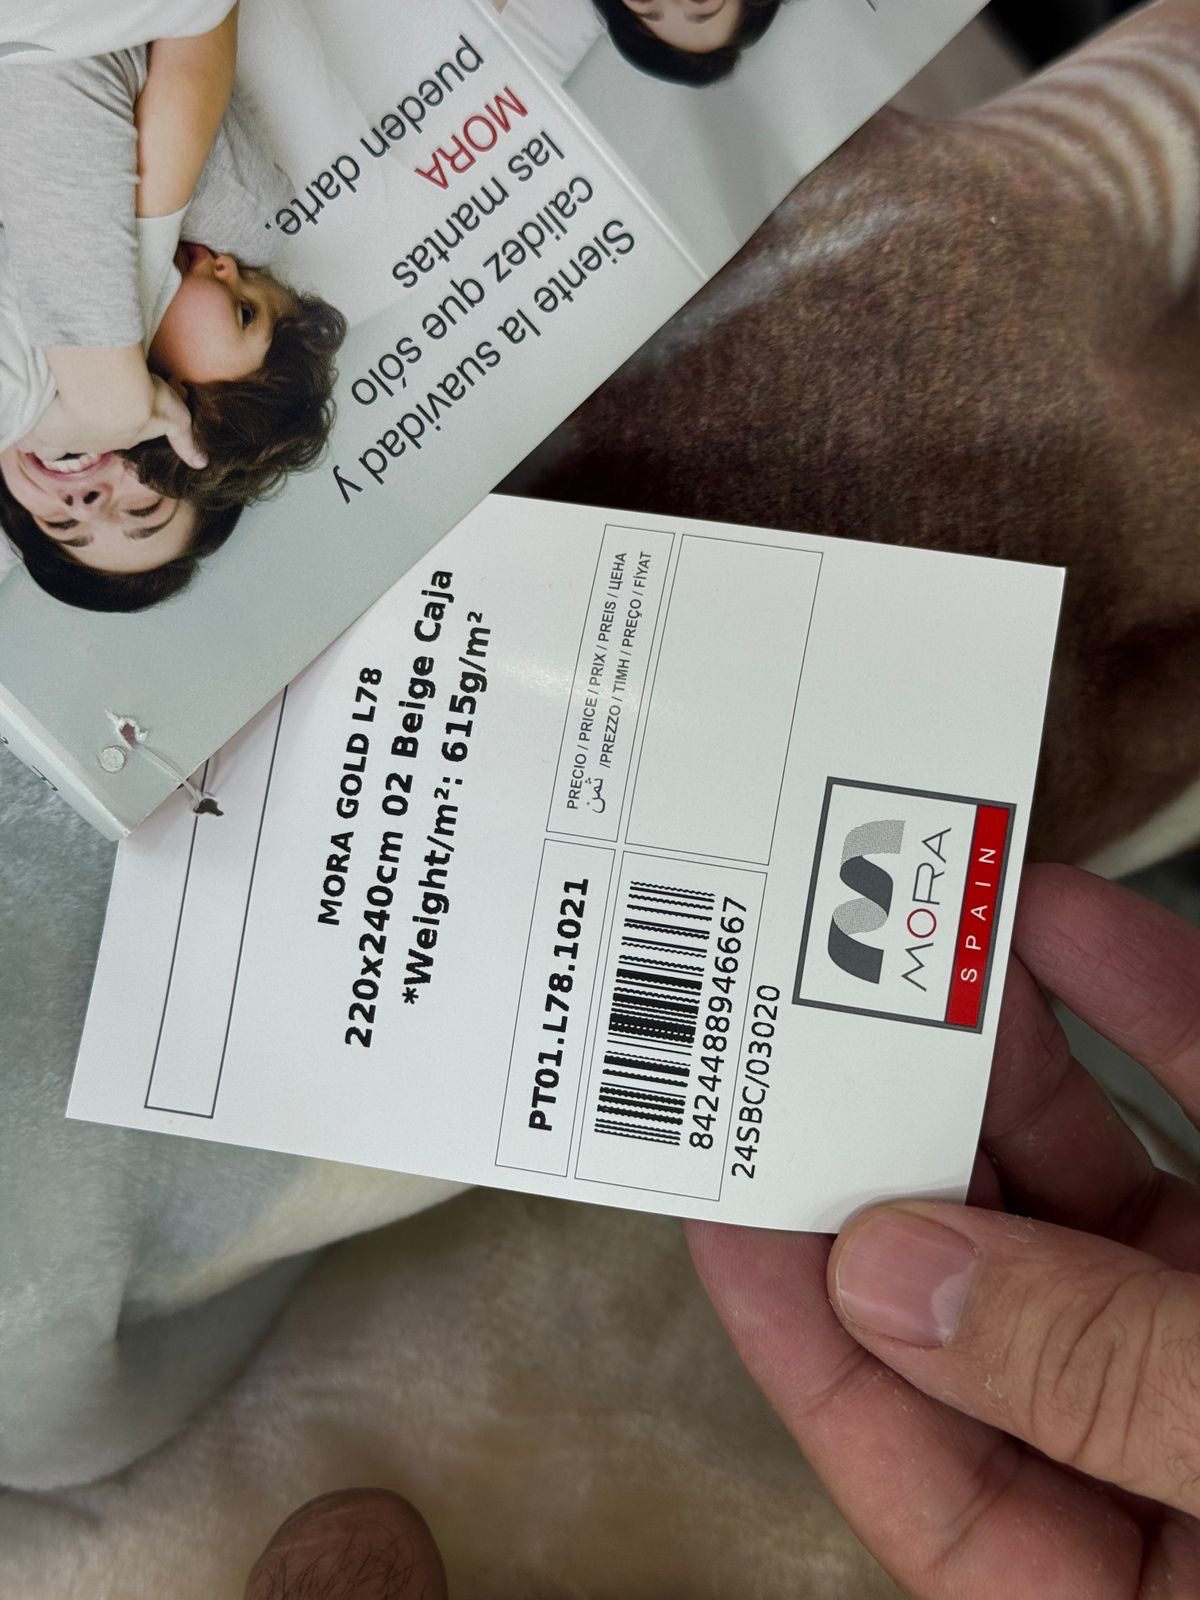 Siente la suavidad y
calidez que sólo
las mantas
MORA
pueden darte.
MORA GOLD L78
220x240cm 02 Beige Caja
*Weight/m²: 615g/m²
PT01.L78.1021
PRECIO / PRICE / PRIX / PREIS / ЦЕНА
ثمن /PREZZO / TIMH / PREÇO / FİYAT
8424488946667
24SBC/03020
MORA
SPAIN